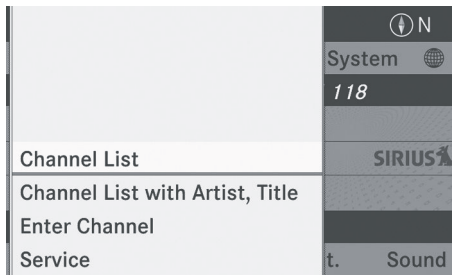 N
System
118
Channel List
SIRIUS
Channel List with Artist, Title
Enter Channel
Service
t. Sound